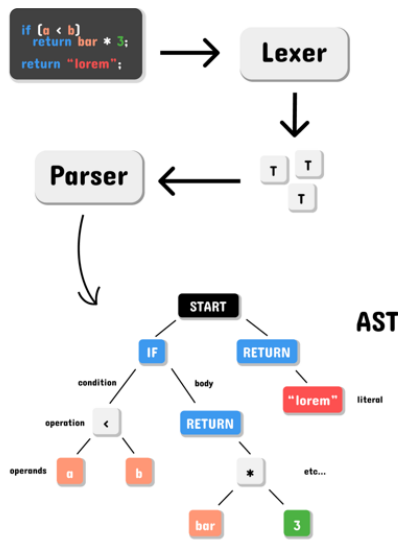 if (a < b)
return bar * 3;
return "lorem";
Lexer
T T
T
Parser
START
AST
IF RETURN
condition body
"lorem" literal
operation < RETURN
operands a b * etc...
bar 3